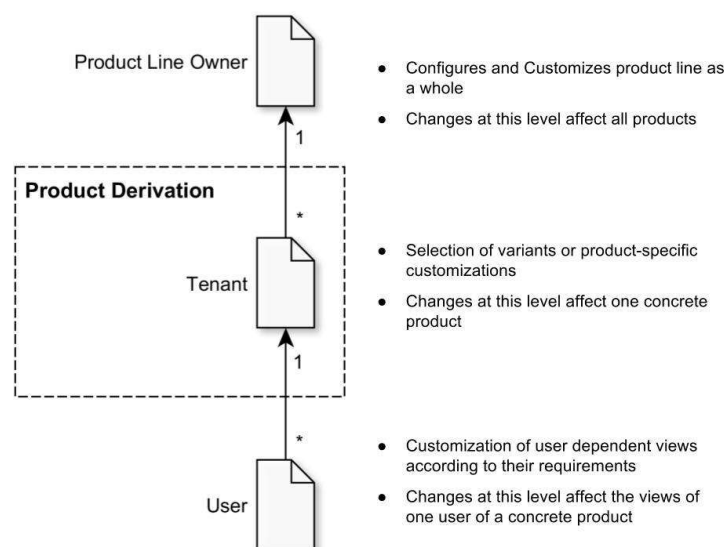 Product Line Owner
● Configures and Customizes product line as
a whole
● Changes at this level affect all products
1
Product Derivation
*
Tenant
● Selection of variants or product-specific
customizations
● Changes at this level affect one concrete
product
1
*
User
● Customization of user dependent views
according to their requirements
● Changes at this level affect the views of
one user of a concrete product